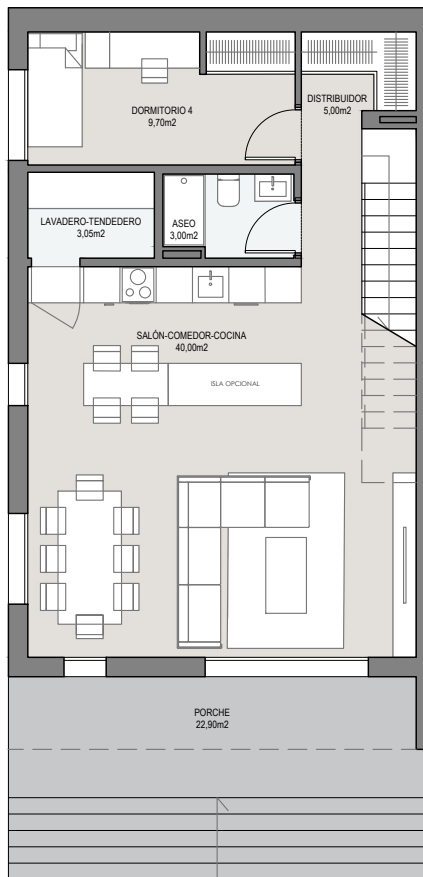 DORMITORIO 4
9,70m2
DISTRIBUIDOR
5,00m2
LAVADERO-TENDEDERO
3,05m2
ASEO
3,00m2
SALÓN-COMEDOR-COCINA
40,00m2
ISLA OPCIONAL
PORCHE
22,90m2